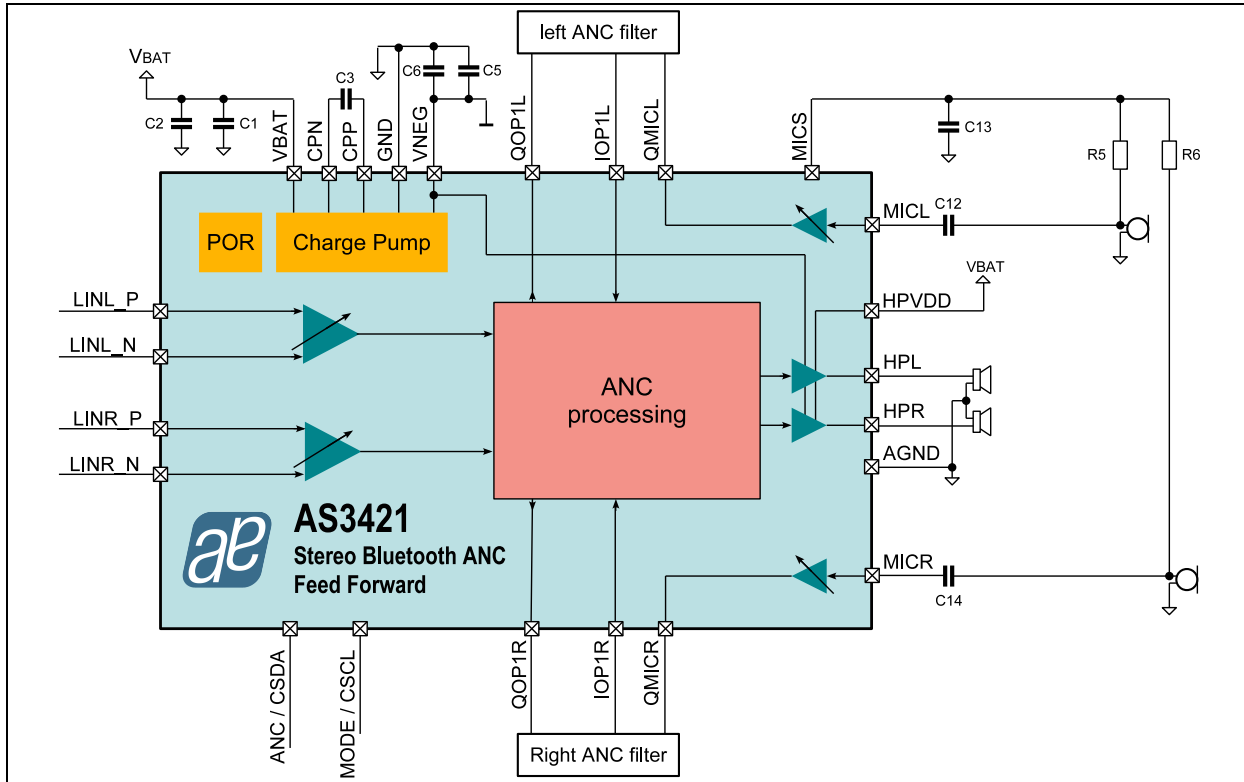 left ANC filter
VBAT
C2
C1
C3
C6
C5
VBAT
CPN
CPP
GND
VNEG
QOP1L
IOP1L
QMICL
MICS
C13
R5
R6
POR
Charge Pump
MICL
C12
VBAT
HPVDD
LINL_P
LINL_N
LINR_P
LINR_N
ANC
processing
HPL
HPR
AGND
ae
AS3421
Stereo Bluetooth ANC
Feed Forward
MICR
C14
ANC / CSDA
MODE / CSCL
QOP1R
IOP1R
QMICR
Right ANC filter